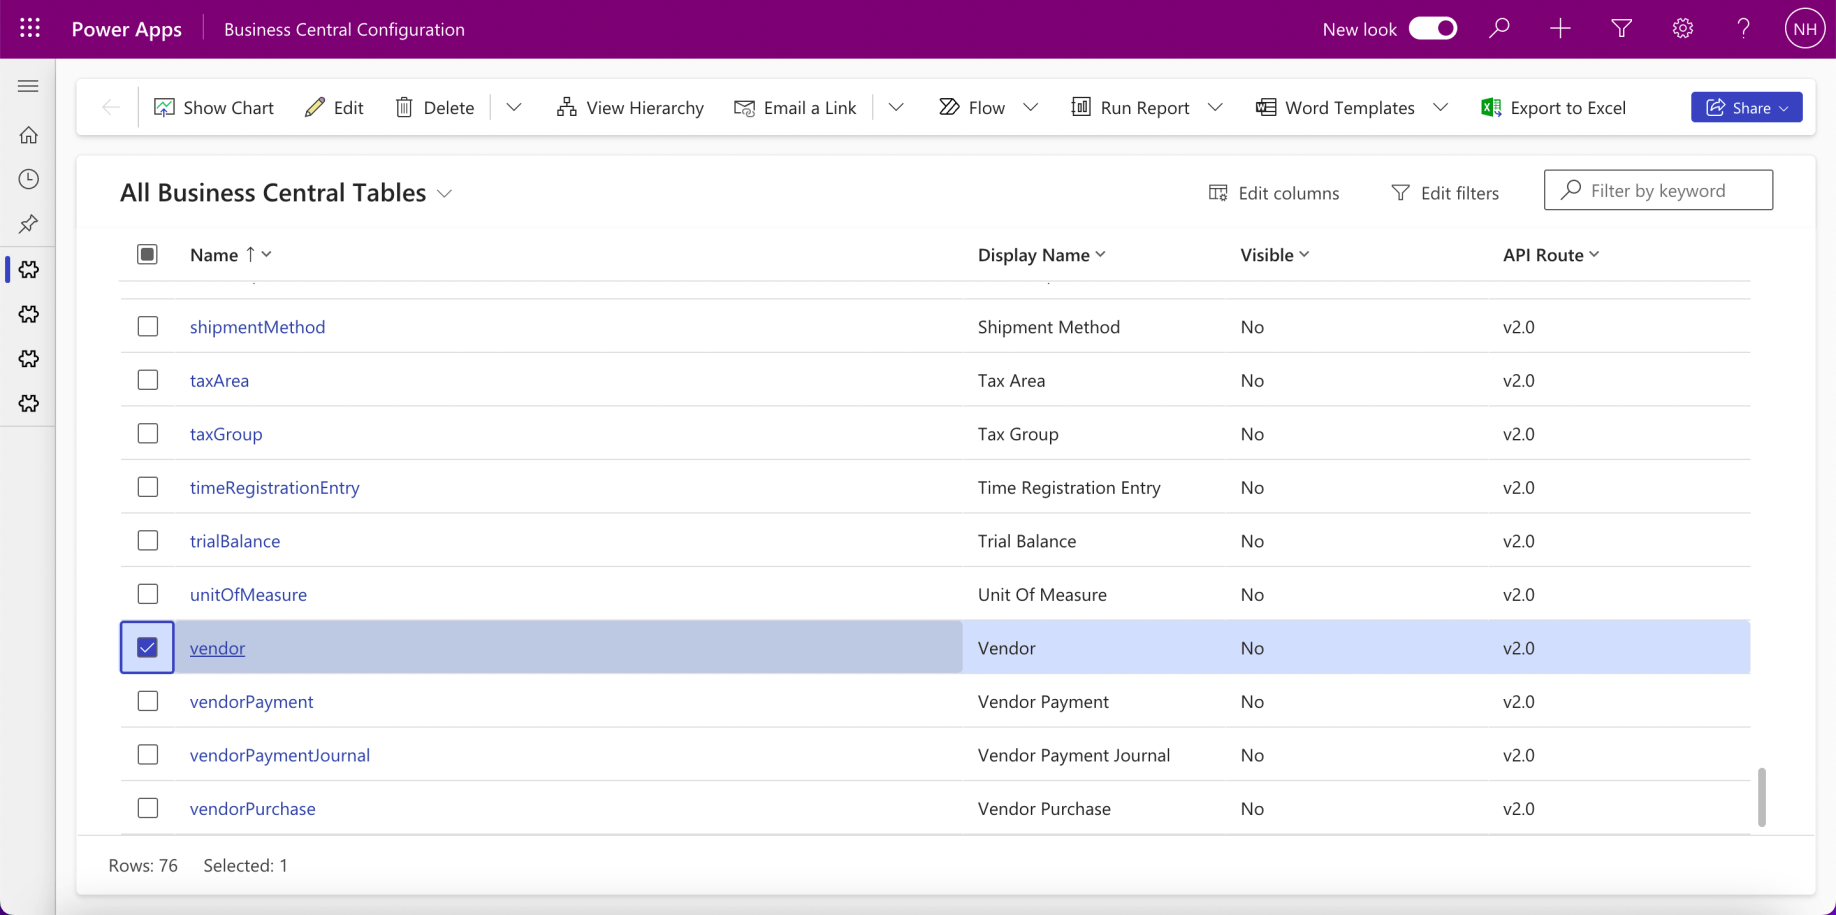 Power Apps Business Central Configuration New look NH
Show Chart Edit Delete View Hierarchy Email a Link Flow Run Report Word Templates Export to Excel Share
All Business Central Tables Edit columns Edit filters Filter by keyword
Name ↑ Display Name Visible API Route
shipmentMethod Shipment Method No v2.0
taxArea Tax Area No v2.0
taxGroup Tax Group No v2.0
timeRegistrationEntry Time Registration Entry No v2.0
trialBalance Trial Balance No v2.0
unitOfMeasure Unit Of Measure No v2.0
vendor Vendor No v2.0
vendorPayment Vendor Payment No v2.0
vendorPaymentJournal Vendor Payment Journal No v2.0
vendorPurchase Vendor Purchase No v2.0
Rows: 76 Selected: 1